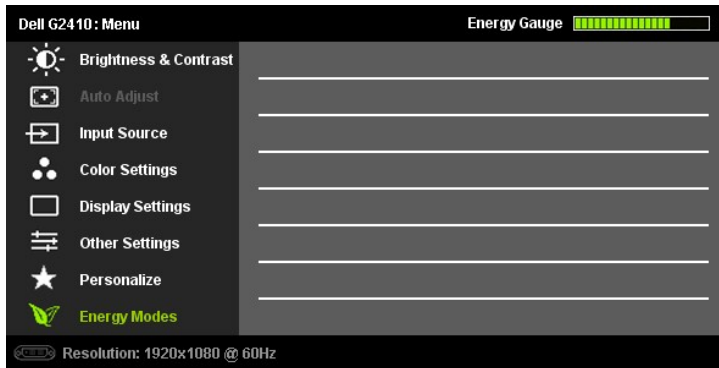 Dell G2410: Menu
Energy Gauge
Brightness & Contrast
Auto Adjust
Input Source
Color Settings
Display Settings
Other Settings
Personalize
Energy Modes
Resolution: 1920x1080 @ 60Hz